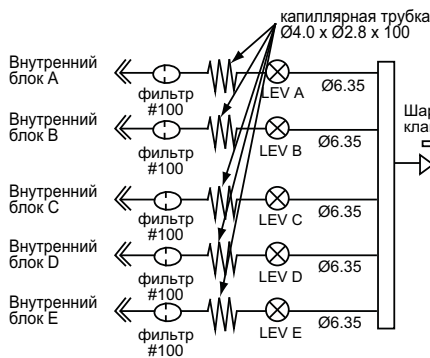 капиллярная трубка
Ø4.0 x Ø2.8 x 100
Внутренний
блок A
фильтр
#100
LEV A
Ø6.35
Внутренний
блок B
фильтр
#100
LEV B
Ø6.35
Внутренний
блок C
фильтр
#100
LEV C
Ø6.35
Внутренний
блок D
фильтр
#100
LEV D
Ø6.35
Внутренний
блок E
фильтр
#100
LEV E
Ø6.35